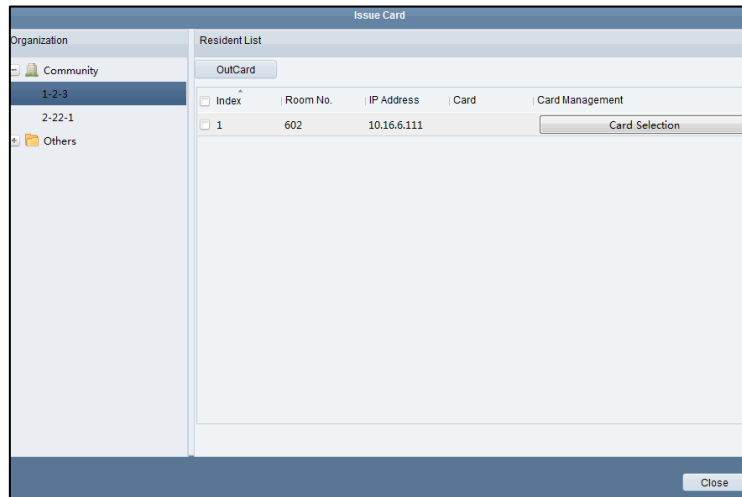 Issue Card
Organization
Resident List
Community
1-2-3
2-22-1
Others
OutCard
Index Room No. IP Address Card Card Management
1 602 10.16.6.111 Card Selection
Close